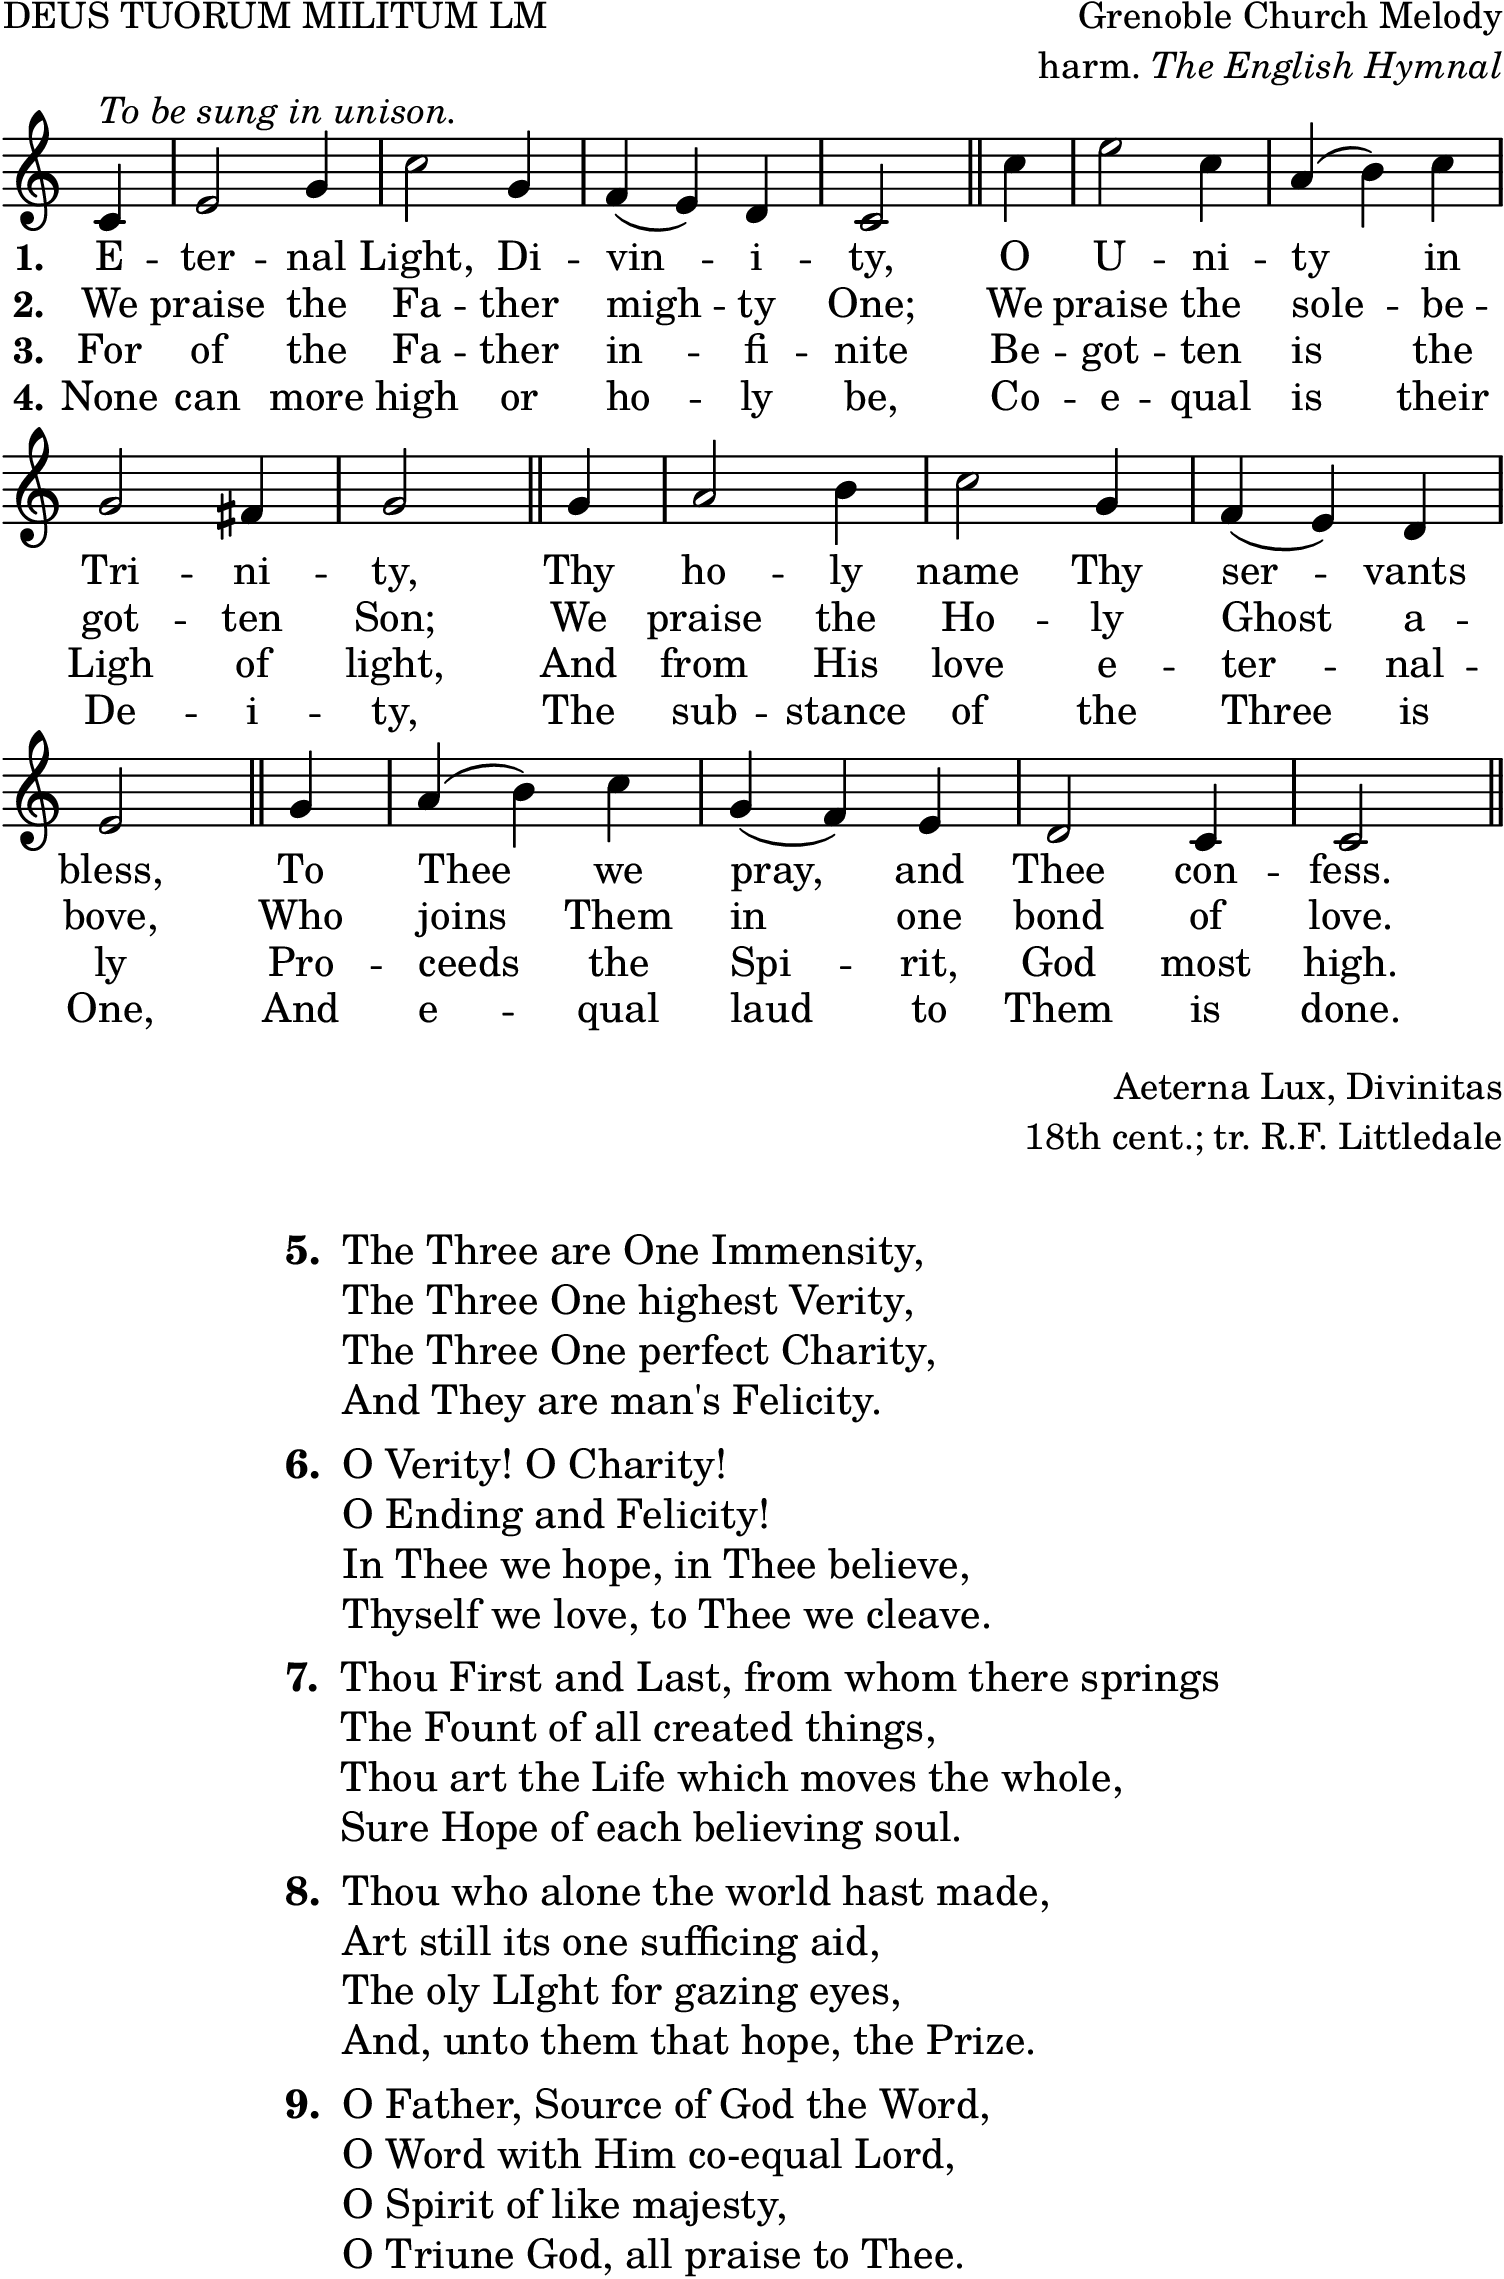 DEUS TUORUM MILITUM LM
Grenoble Church Melody
harm. The English Hymnal
To be sung in unison.
1. E -- ter -- nal Light, Di -- vin -- i -- ty, O U -- ni -- ty in
2. We praise the Fa -- ther migh -- ty One; We praise the sole -- be --
3. For of the Fa -- ther in -- fi -- nite Be -- got -- ten is the
4. None can more high or ho -- ly be, Co -- e -- qual is their
Tri -- ni -- ty, Thy ho -- ly name Thy ser -- vants
got -- ten Son; We praise the Ho -- ly Ghost a --
Ligh of light, And from His love e -- ter -- nal --
De -- i -- ty, The sub -- stance of the Three is
bless, To Thee we pray, and Thee con -- fess.
bove, Who joins Them in one bond of love.
ly Pro -- ceeds the Spi -- rit, God most high.
One, And e -- qual laud to Them is done.
Aeterna Lux, Divinitas
18th cent.; tr. R.F. Littledale
5. The Three are One Immensity,
The Three One highest Verity,
The Three One perfect Charity,
And They are man's Felicity.
6. O Verity! O Charity!
O Ending and Felicity!
In Thee we hope, in Thee believe,
Thyself we love, to Thee we cleave.
7. Thou First and Last, from whom there springs
The Fount of all created things,
Thou art the Life which moves the whole,
Sure Hope of each believing soul.
8. Thou who alone the world hast made,
Art still its one sufficing aid,
The oly LIght for gazing eyes,
And, unto them that hope, the Prize.
9. O Father, Source of God the Word,
O Word with Him co-equal Lord,
O Spirit of like majesty,
O Triune God, all praise to Thee.